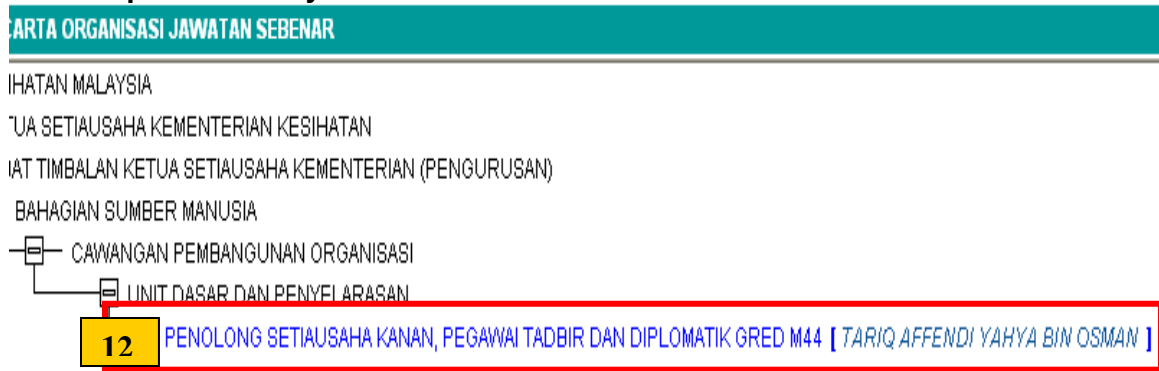 CARTA ORGANISASI JAWATAN SEBENAR
IHATAN MALAYSIA
TUA SETIAUSAHA KEMENTERIAN KESIHATAN
AT TIMBALAN KETUA SETIAUSAHA KEMENTERIAN (PENGURUSAN)
BAHAGIAN SUMBER MANUSIA
CAWANGAN PEMBANGUNAN ORGANISASI
UNIT DASAR DAN PENYELARASAN
12 PENOLONG SETIAUSAHA KANAN, PEGAWAI TADBIR DAN DIPLOMATIK GRED M44 [ TARIQ AFFENDI YAHYA BIN OSMAN ]